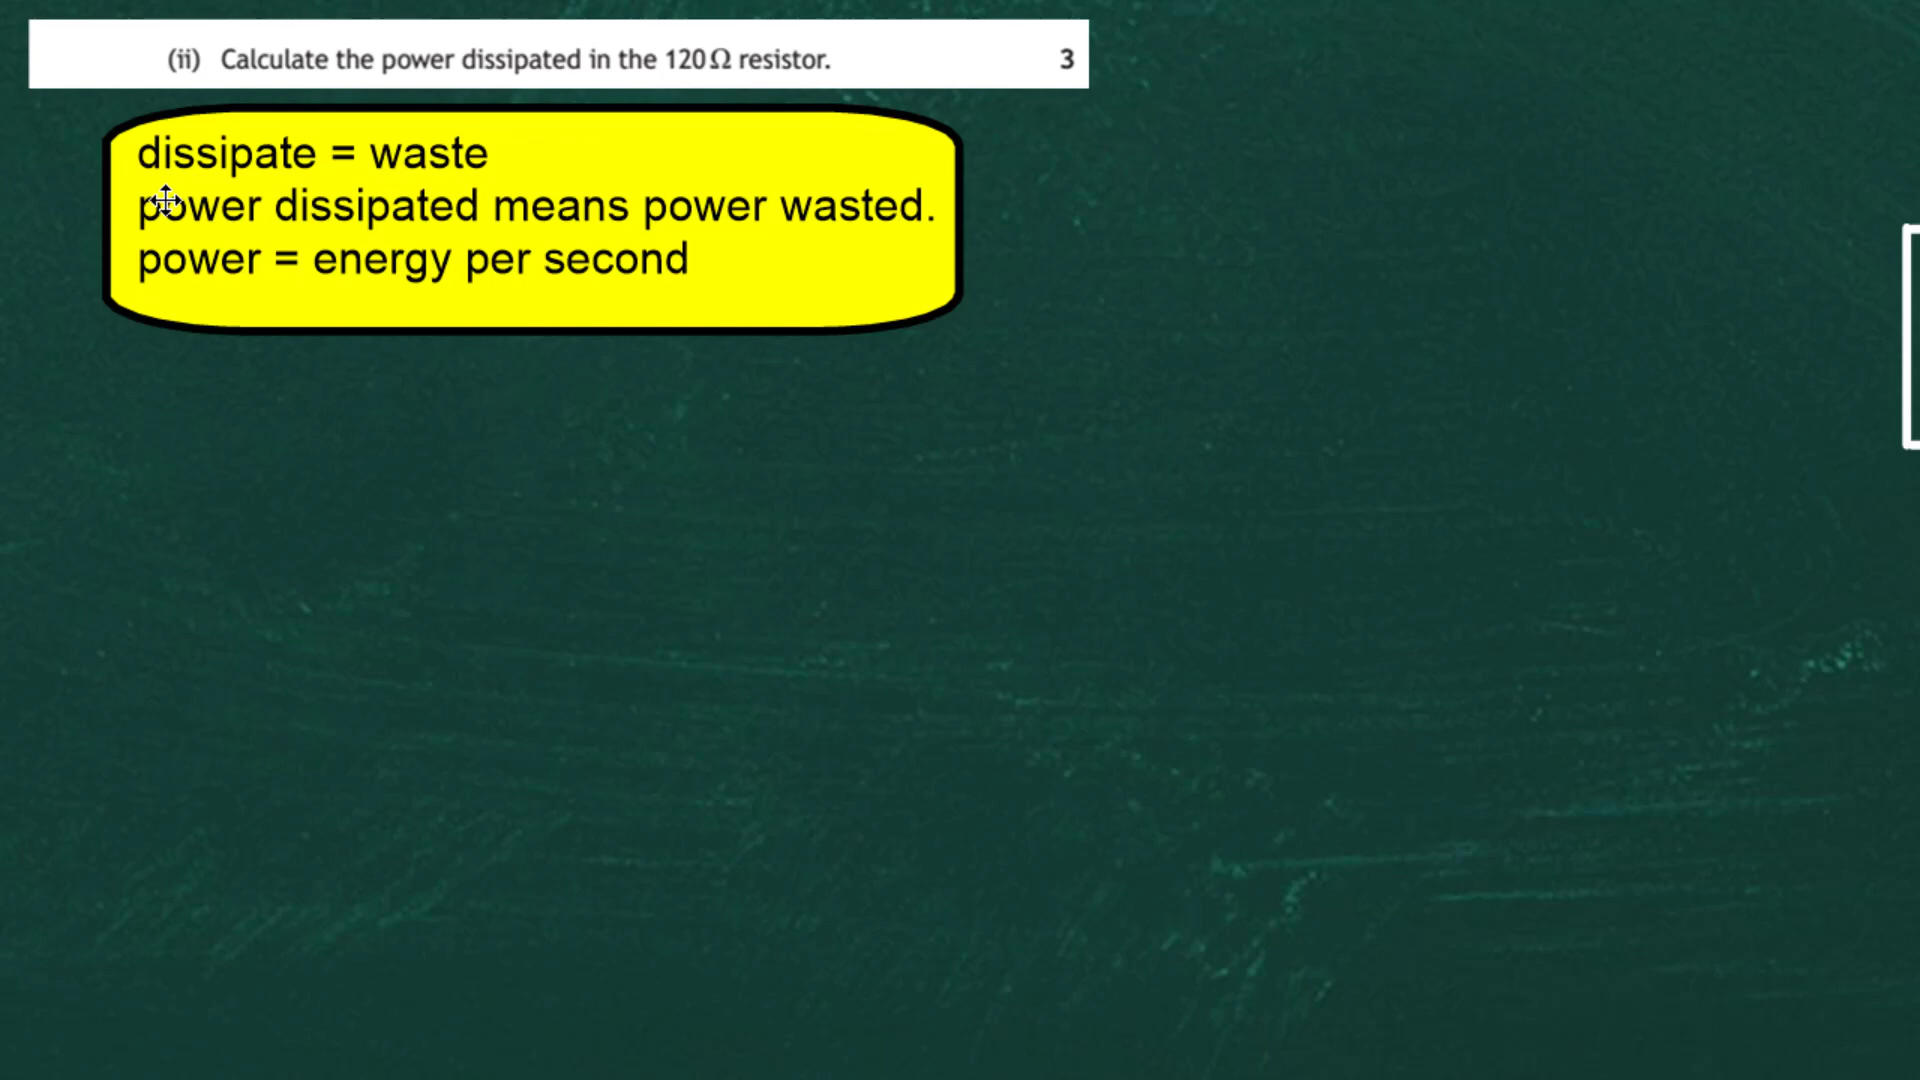 (ii) Calculate the power dissipated in the 120 Ω resistor. 3
dissipate = waste
power dissipated means power wasted.
power = energy per second